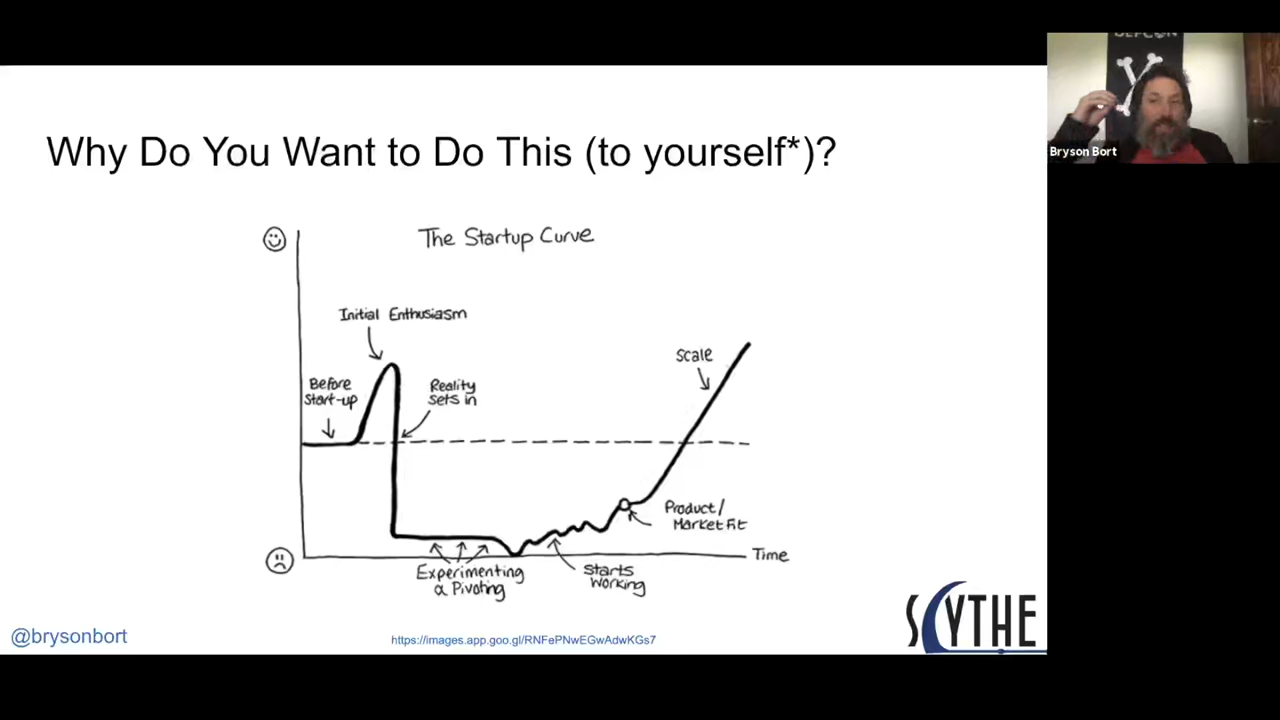 DEFCON
Bryson Bort
Why Do You Want to Do This (to yourself*)?
The Startup Curve
Initial Enthusiasm
Before
Start-up
Reality
Sets in
Scale
Product/
Market Fit
Time
Experimenting
& Pivoting
Starts
Working
@brysonbort
https://images.app.goo.gl/RNFePNwEGwAdwKGs7
SCYTHE